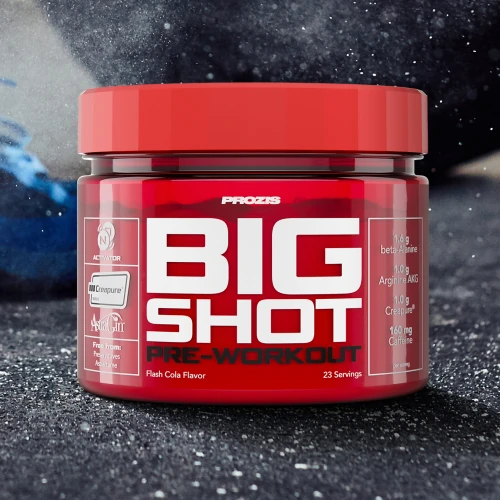 PROZIS
BIG
SHOT
PRE-WORKOUT
Flash Cola Flavor
23 Servings
ACTIVATOR
Creapure®
AstraGin
Free from:
1.6 g
beta-Alanine
1.0 g
Arginine AKG
1.0 g
Creapure®
160 mg
Caffeine